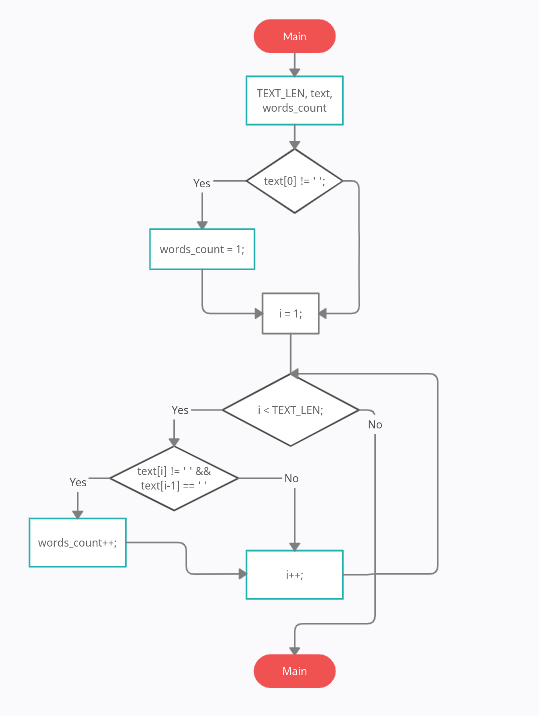 Main
TEXT_LEN, text,
words_count
text[0] != ' ';
Yes
words_count = 1;
i = 1;
i < TEXT_LEN;
Yes
No
text[i] != ' ' &&
text[i-1] == ' '
Yes
No
words_count++;
i++;
Main